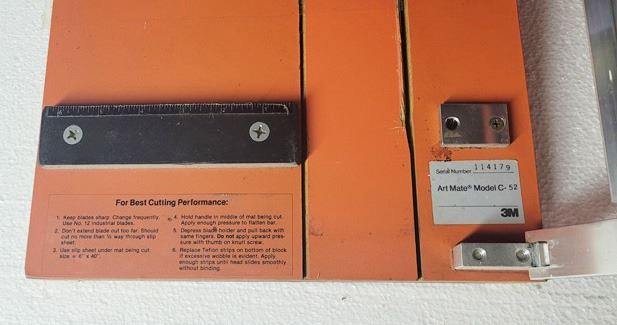 For Best Cutting Performance:
1. Keep blades sharp. Change frequently.
Use No. 12 industrial blades.
2. Don't extend blade out too far. Should
cut no more than ½ way through slip
sheet.
3. Use slip sheet under mat being cut.
size = 6" x 40".
4. Hold handle in middle of mat being cut.
Apply enough pressure to flatten bar.
5. Depress blade holder and pull back with
same fingers. Do not apply upward pres-
sure with thumb on knurl screw.
6. Replace Teflon strips on bottom of block
if excessive wobble is evident. Apply
enough strips until head slides smoothly
without binding.
Serial Number 114179
Art Mate® Model C- 52
3M